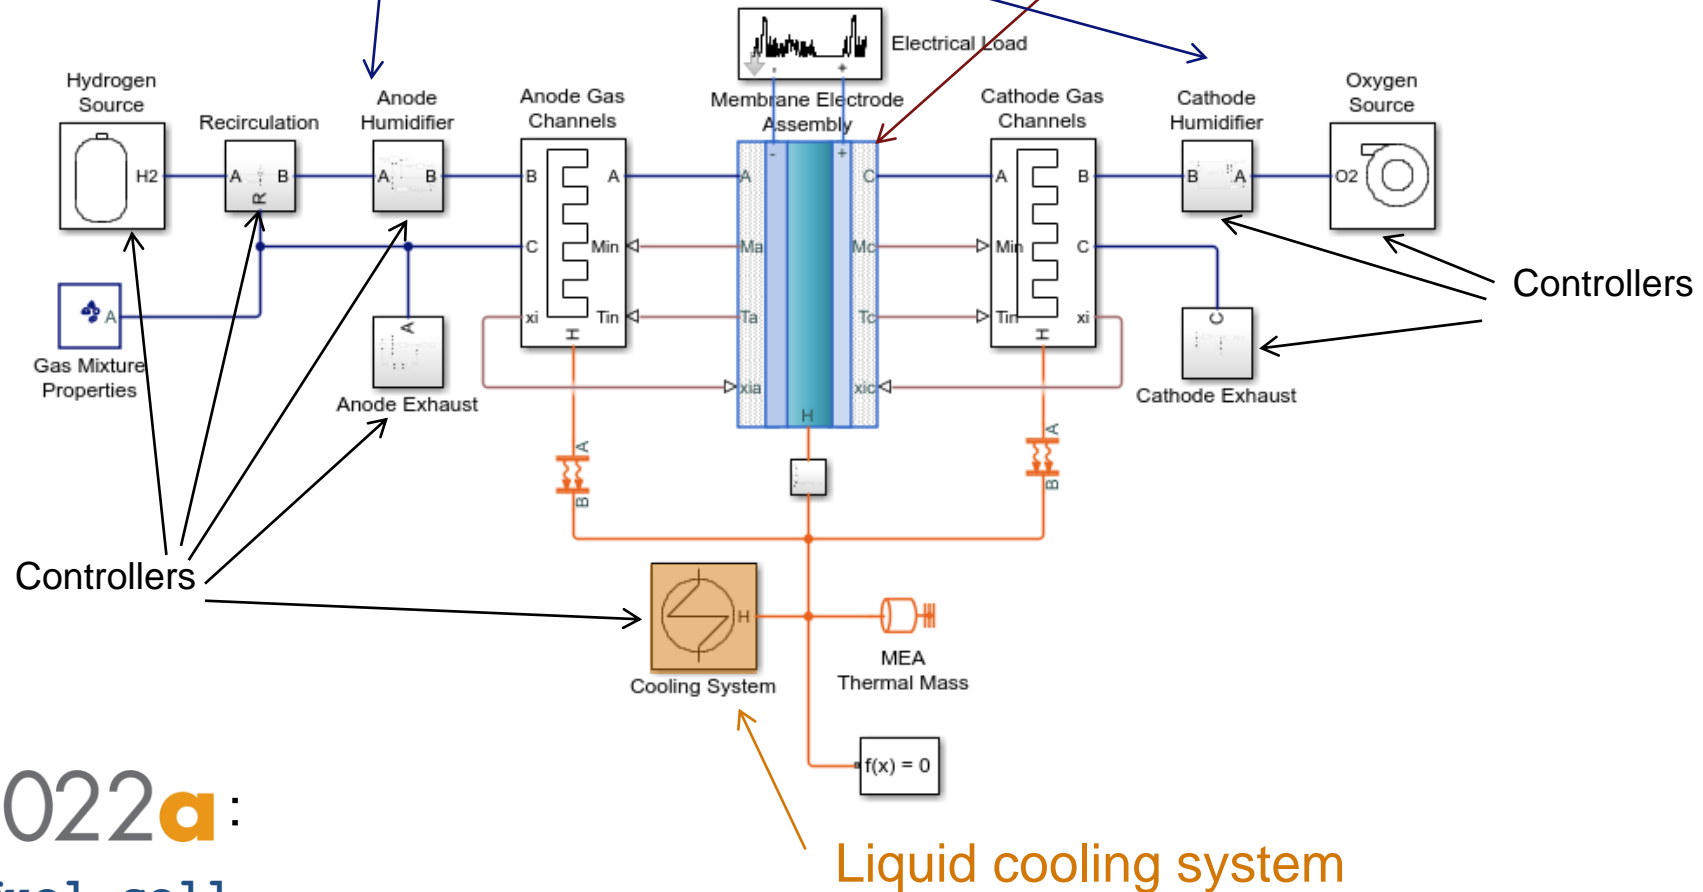 Electrical Load
Hydrogen
Source
Recirculation
Anode
Humidifier
Anode Gas
Channels
Membrane Electrode
Assembly
Cathode Gas
Channels
Cathode
Humidifier
Oxygen
Source
- +
- +
H2
A B
R
A B
B A
A C
A B
B A
O2
C Min
Ma Mc
Min C
xi Tin
Ta Tc
Tin xi
H
H
xia xic
H
A
Gas Mixture
Properties
A
Anode Exhaust
C
Cathode Exhaust
A
B
A
B
Controllers
Controllers
H
Cooling System
MEA
Thermal Mass
f(x) = 0
022a:
Liquid cooling system